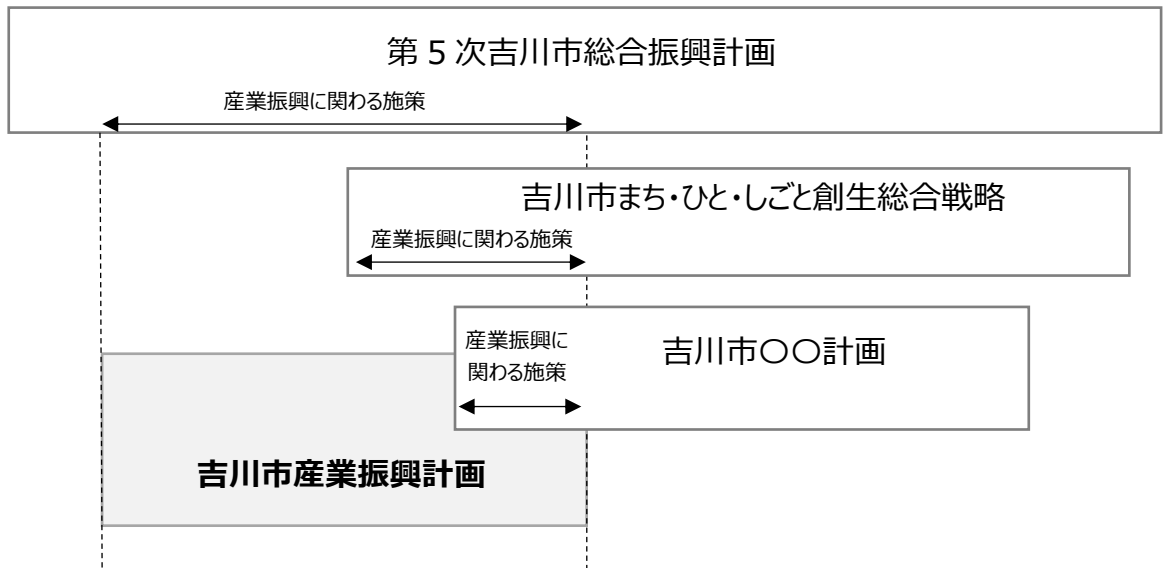 第5次吉川市総合振興計画
産業振興に関わる施策
吉川市まち・ひと・しごと創生総合戦略
産業振興に関わる施策
産業振興に
関わる施策
吉川市〇〇計画
吉川市産業振興計画